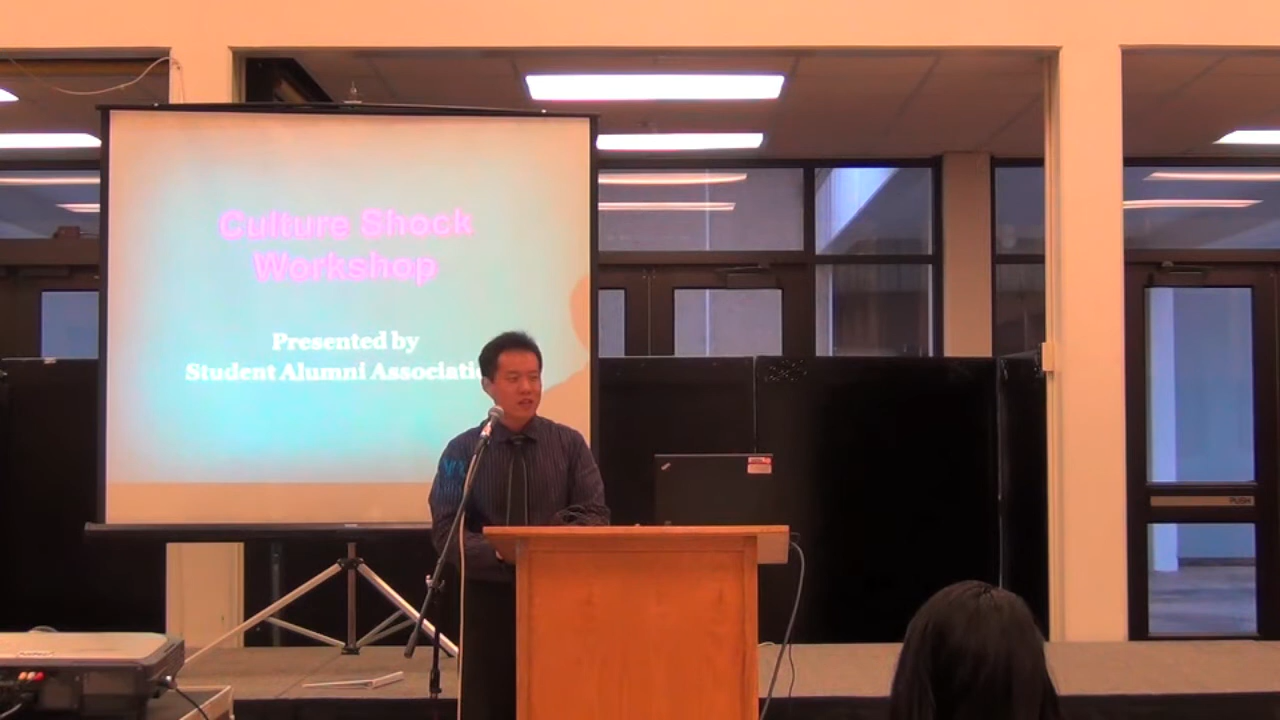 Culture Shock
Workshop
Presented by
Student Alumni Associati
PUSH